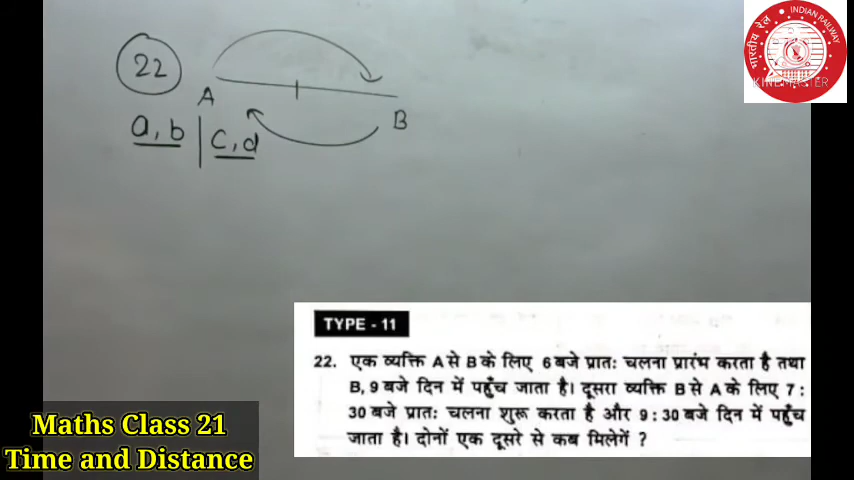 22
A
B
a, b | c, d
भारतीय रेल
INDIAN RAILWAY
KINEMASTER
TYPE - 11
22. एक व्यक्ति A से B के लिए 6 बजे प्रातः चलना प्रारंभ करता है तथा
B, 9 बजे दिन में पहुँच जाता है। दूसरा व्यक्ति B से A के लिए 7 :
30 बजे प्रातः चलना शुरू करता है और 9 : 30 बजे दिन में पहुँच
जाता है। दोनों एक दूसरे से कब मिलेगें ?
Maths Class 21
Time and Distance